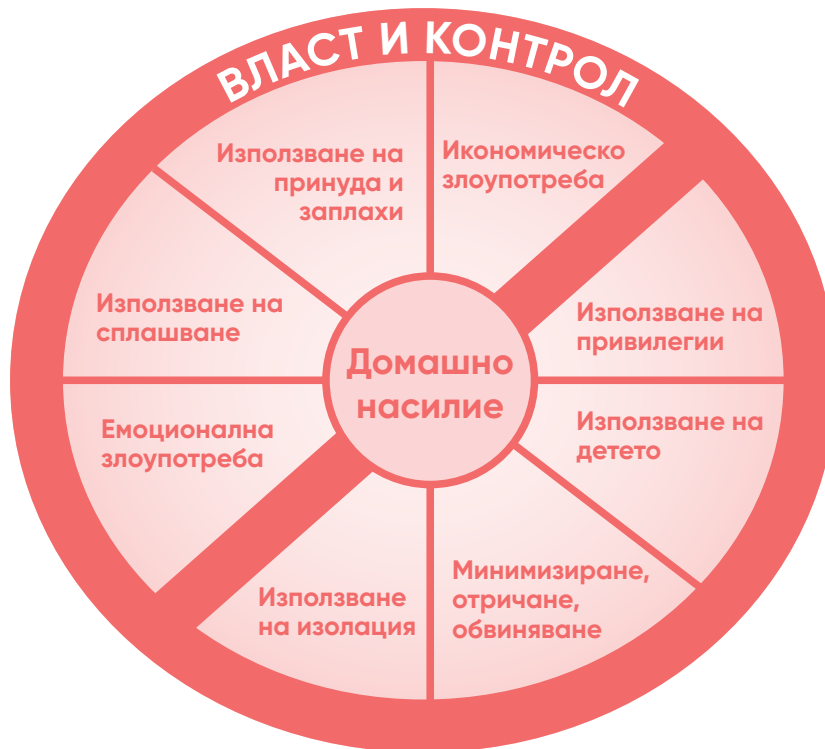 ВЛАСТ И КОНТРОЛ
Използване на
принуда и
заплахи
Икономическо
злоупотреба
Използване на
привилегии
Използване на
детето
Минимизиране,
отричане,
обвиняване
Използване
на изолация
Емоционална
злоупотреба
Използване на
сплашване
Домашно
насилие